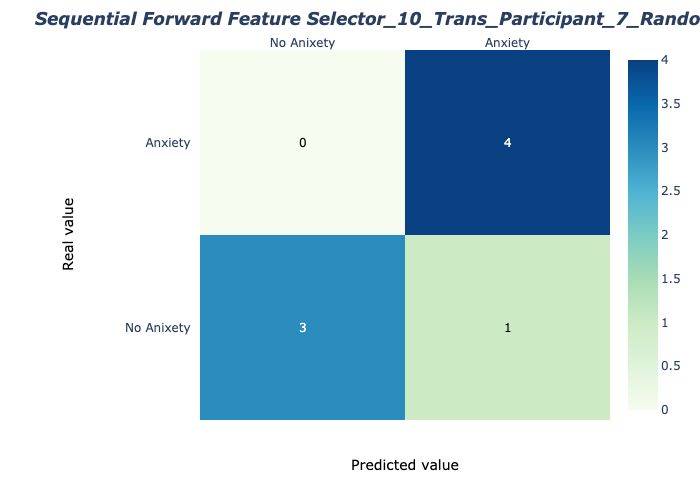 Sequential Forward Feature Selector_10_Trans_Participant_7_Rando
No Anixety Anxiety
Anxiety 0 4
No Anixety 3 1
Real value
Predicted value
4
3.5
3
2.5
2
1.5
1
0.5
0